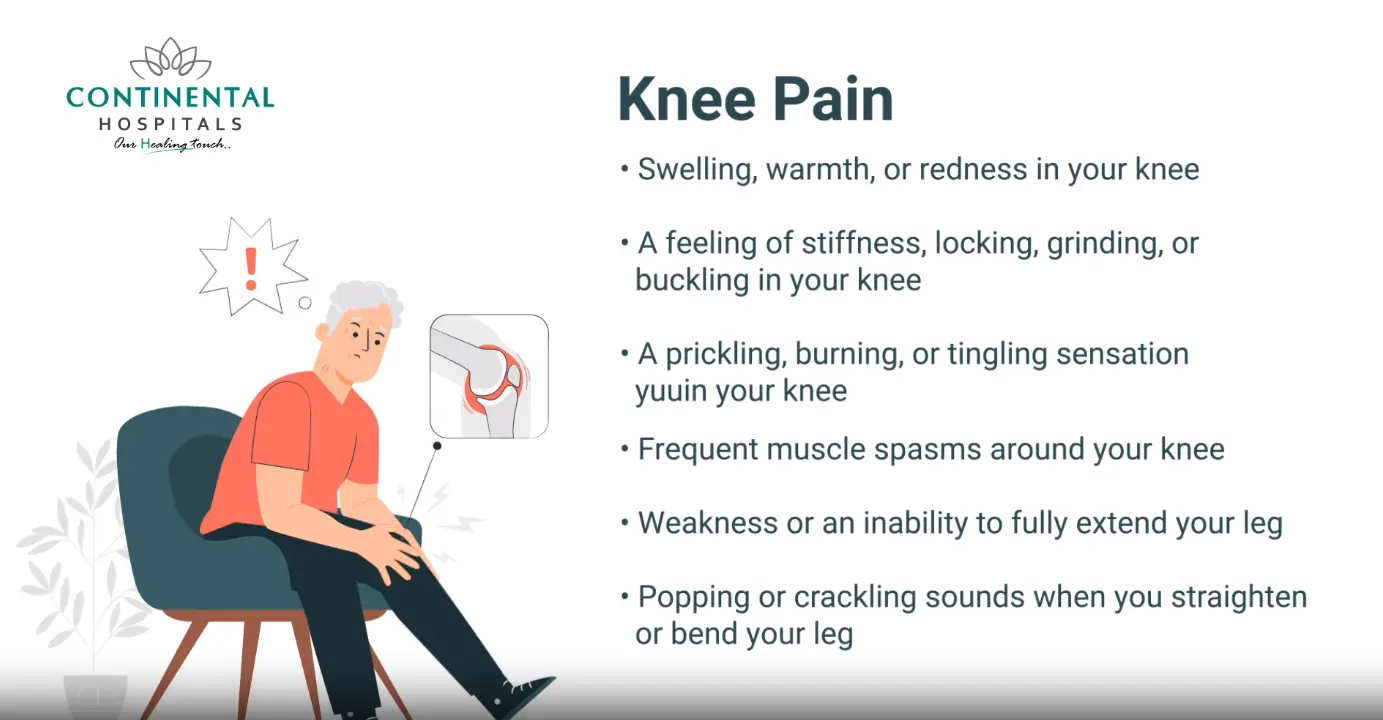 CONTINENTAL
HOSPITALS
Our Healing touch..
Knee Pain
• Swelling, warmth, or redness in your knee
• A feeling of stiffness, locking, grinding, or
buckling in your knee
• A prickling, burning, or tingling sensation
yuuin your knee
• Frequent muscle spasms around your knee
• Weakness or an inability to fully extend your leg
• Popping or crackling sounds when you straighten
or bend your leg
!